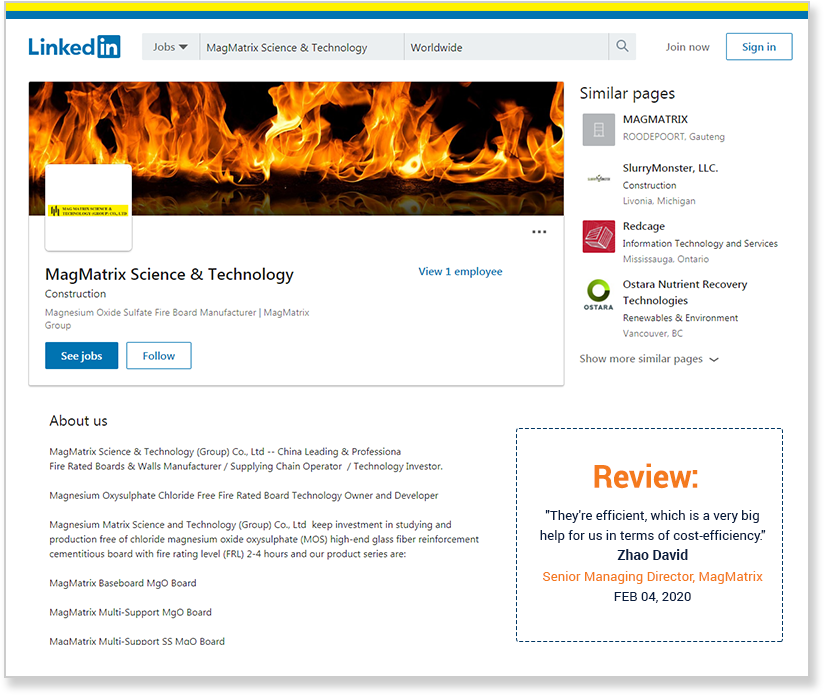 Linked in
Jobs
MagMatrix Science & Technology
Worldwide
Join now
Sign in
MAG MATRIX SCIENCE &
TECHNOLOGY (GROUP) CO., LTD
MagMatrix Science & Technology
View 1 employee
Construction
Magnesium Oxide Sulfate Fire Board Manufacturer | MagMatrix
Group
See jobs
Follow
Similar pages
MAGMATRIX
ROODEPOORT, Gauteng
SlurryMonster, LLC.
Construction
Livonia, Michigan
Redcage
Information Technology and Services
Mississauga, Ontario
OSTARA
Ostara Nutrient Recovery
Technologies
Renewables & Environment
Vancouver, BC
Show more similar pages
About us
MagMatrix Science & Technology (Group) Co., Ltd -- China Leading & Professiona
Fire Rated Boards & Walls Manufacturer / Supplying Chain Operator / Technology Investor.
Magnesium Oxysulphate Chloride Free Fire Rated Board Technology Owner and Developer
Magnesium Matrix Science and Technology (Group) Co., Ltd keep investment in studying and
production free of chloride magnesium oxide oxysulphate (MOS) high-end glass fiber reinforcement
cementitious board with fire rating level (FRL) 2-4 hours and our product series are:
MagMatrix Baseboard MgO Board
MagMatrix Multi-Support MgO Board
MagMatrix Multi-Support SS MgO Board
Review:
"They're efficient, which is a very big
help for us in terms of cost-efficiency."
Zhao David
Senior Managing Director, MagMatrix
FEB 04, 2020